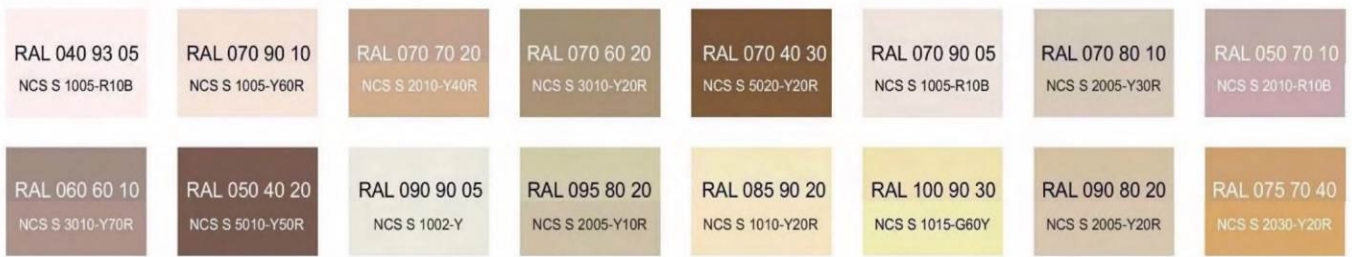 RAL 040 93 05
NCS S 1005-R10B
RAL 070 90 10
NCS S 1005-Y60R
RAL 070 70 20
NCS S 2010-Y40R
RAL 070 60 20
NCS S 3010-Y20R
RAL 070 40 30
NCS S 5020-Y20R
RAL 070 90 05
NCS S 1005-R10B
RAL 070 80 10
NCS S 2005-Y30R
RAL 050 70 10
NCS S 2010-R10B
RAL 060 60 10
NCS S 3010-Y70R
RAL 050 40 20
NCS S 5010-Y50R
RAL 090 90 05
NCS S 1002-Y
RAL 095 80 20
NCS S 2005-Y10R
RAL 085 90 20
NCS S 1010-Y20R
RAL 100 90 30
NCS S 1015-G60Y
RAL 090 80 20
NCS S 2005-Y20R
RAL 075 70 40
NCS S 2030-Y20R